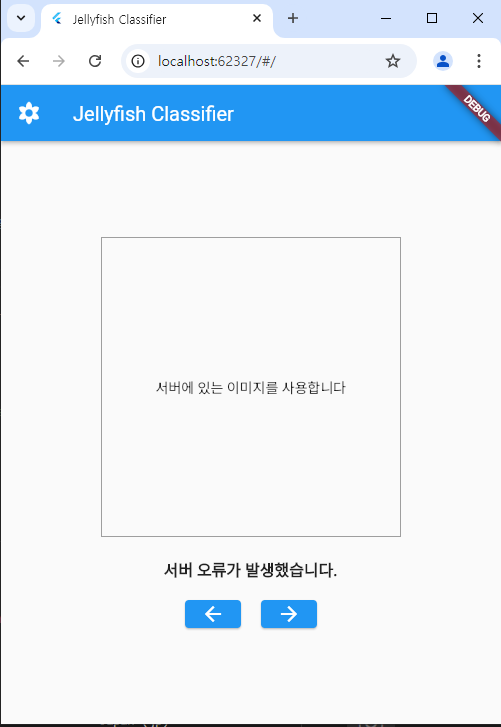 Jellyfish Classifier
localhost:62327/#/
Jellyfish Classifier
DEBUG
서버에 있는 이미지를 사용합니다
서버 오류가 발생했습니다.